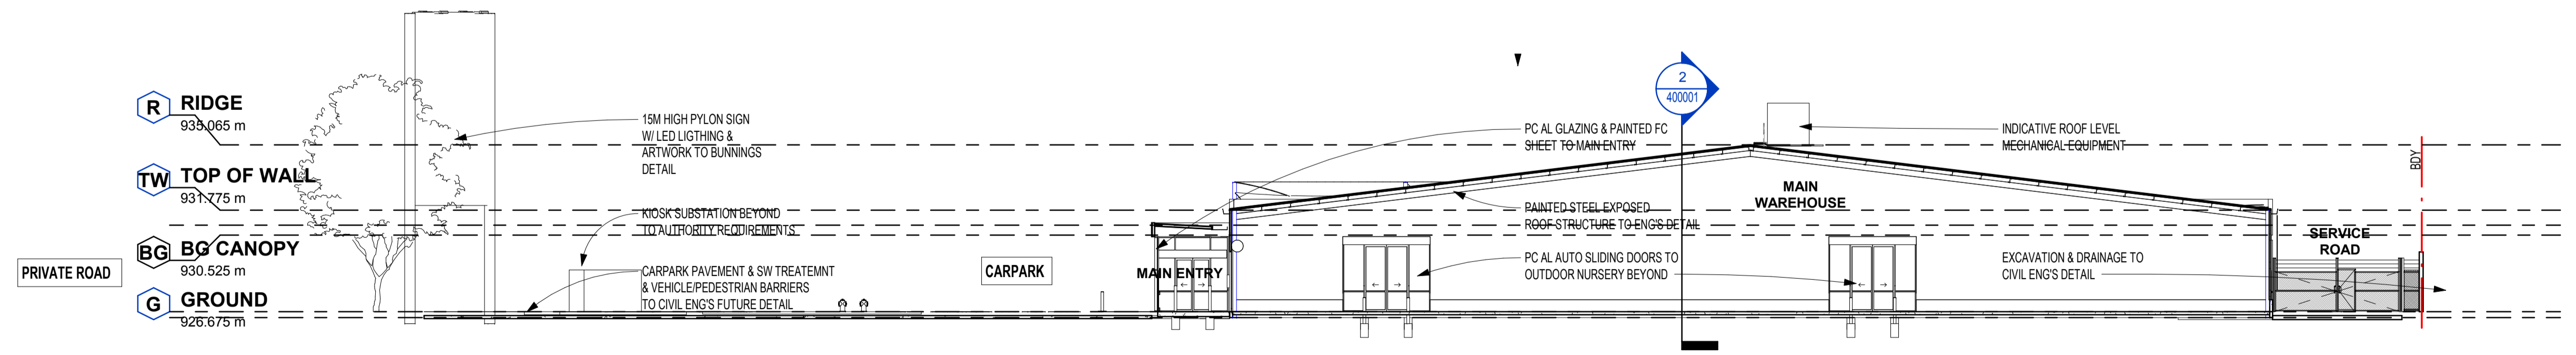 R RIDGE
935.065 m
TW TOP OF WALL
931.775 m
BG BG CANOPY
930.525 m
G GROUND
926.675 m
PRIVATE ROAD
15M HIGH PYLON SIGN
W/ LED LIGTHING &
ARTWORK TO BUNNINGS
DETAIL
KIOSK SUBSTATION BEYOND
TO AUTHORITY REQUIREMENTS
CARPARK PAVEMENT & SW TREATEMNT
& VEHICLE/PEDESTRIAN BARRIERS
TO CIVIL ENG'S FUTURE DETAIL
CARPARK
MAIN ENTRY
PC AL GLAZING & PAINTED FC
SHEET TO MAIN ENTRY
PAINTED STEEL EXPOSED
ROOF STRUCTURE TO ENG'S DETAIL
PC AL AUTO SLIDING DOORS TO
OUTDOOR NURSERY BEYOND
2
400001
MAIN
WAREHOUSE
INDICATIVE ROOF LEVEL
MECHANICAL EQUIPMENT
EXCAVATION & DRAINAGE TO
CIVIL ENG'S DETAIL
SERVICE
ROAD
BDY